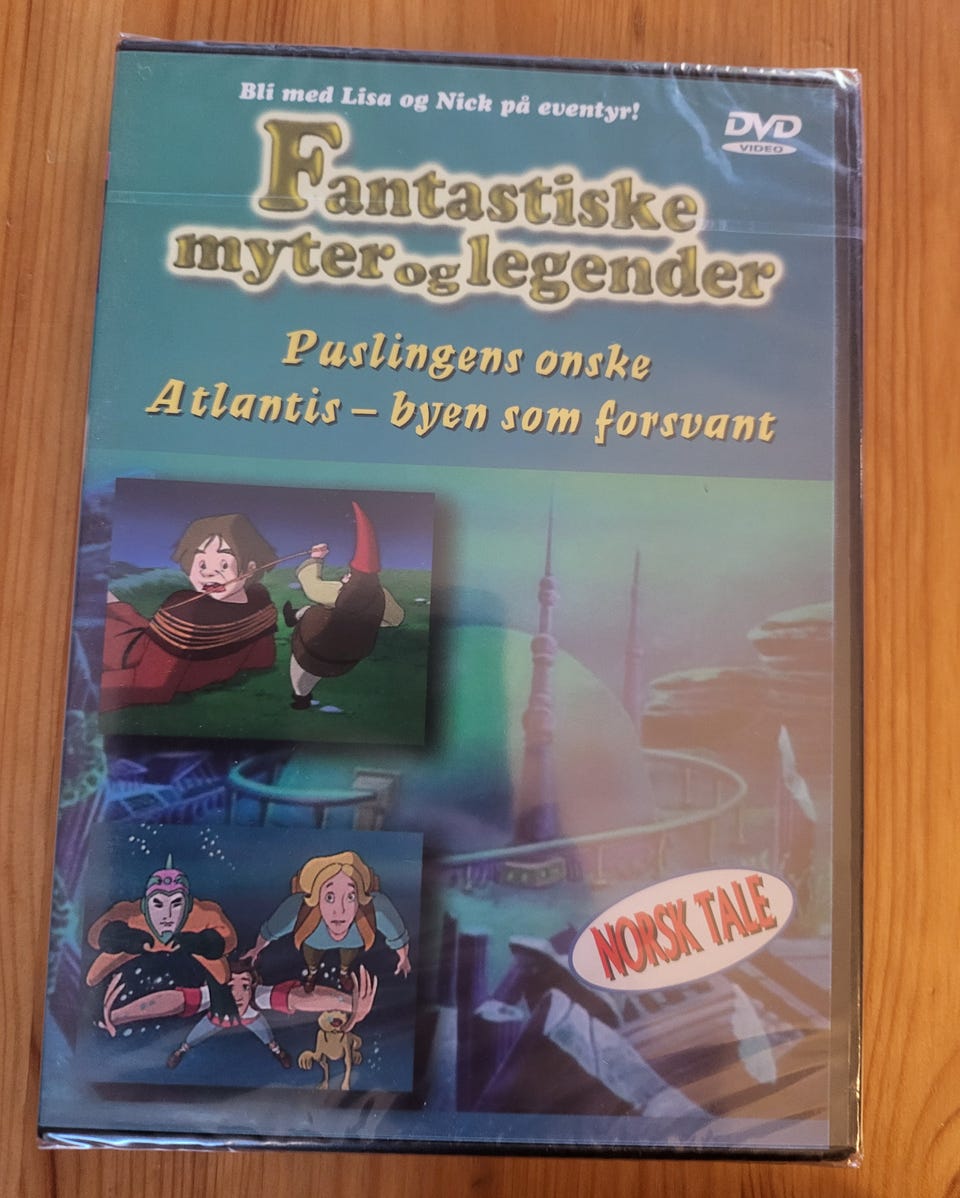 Bli med Lisa og Nick på eventyr!
DVD
VIDEO
Fantastiske
myter og legender
Puslingens ønske
Atlantis – byen som forsvant
NORSK TALE